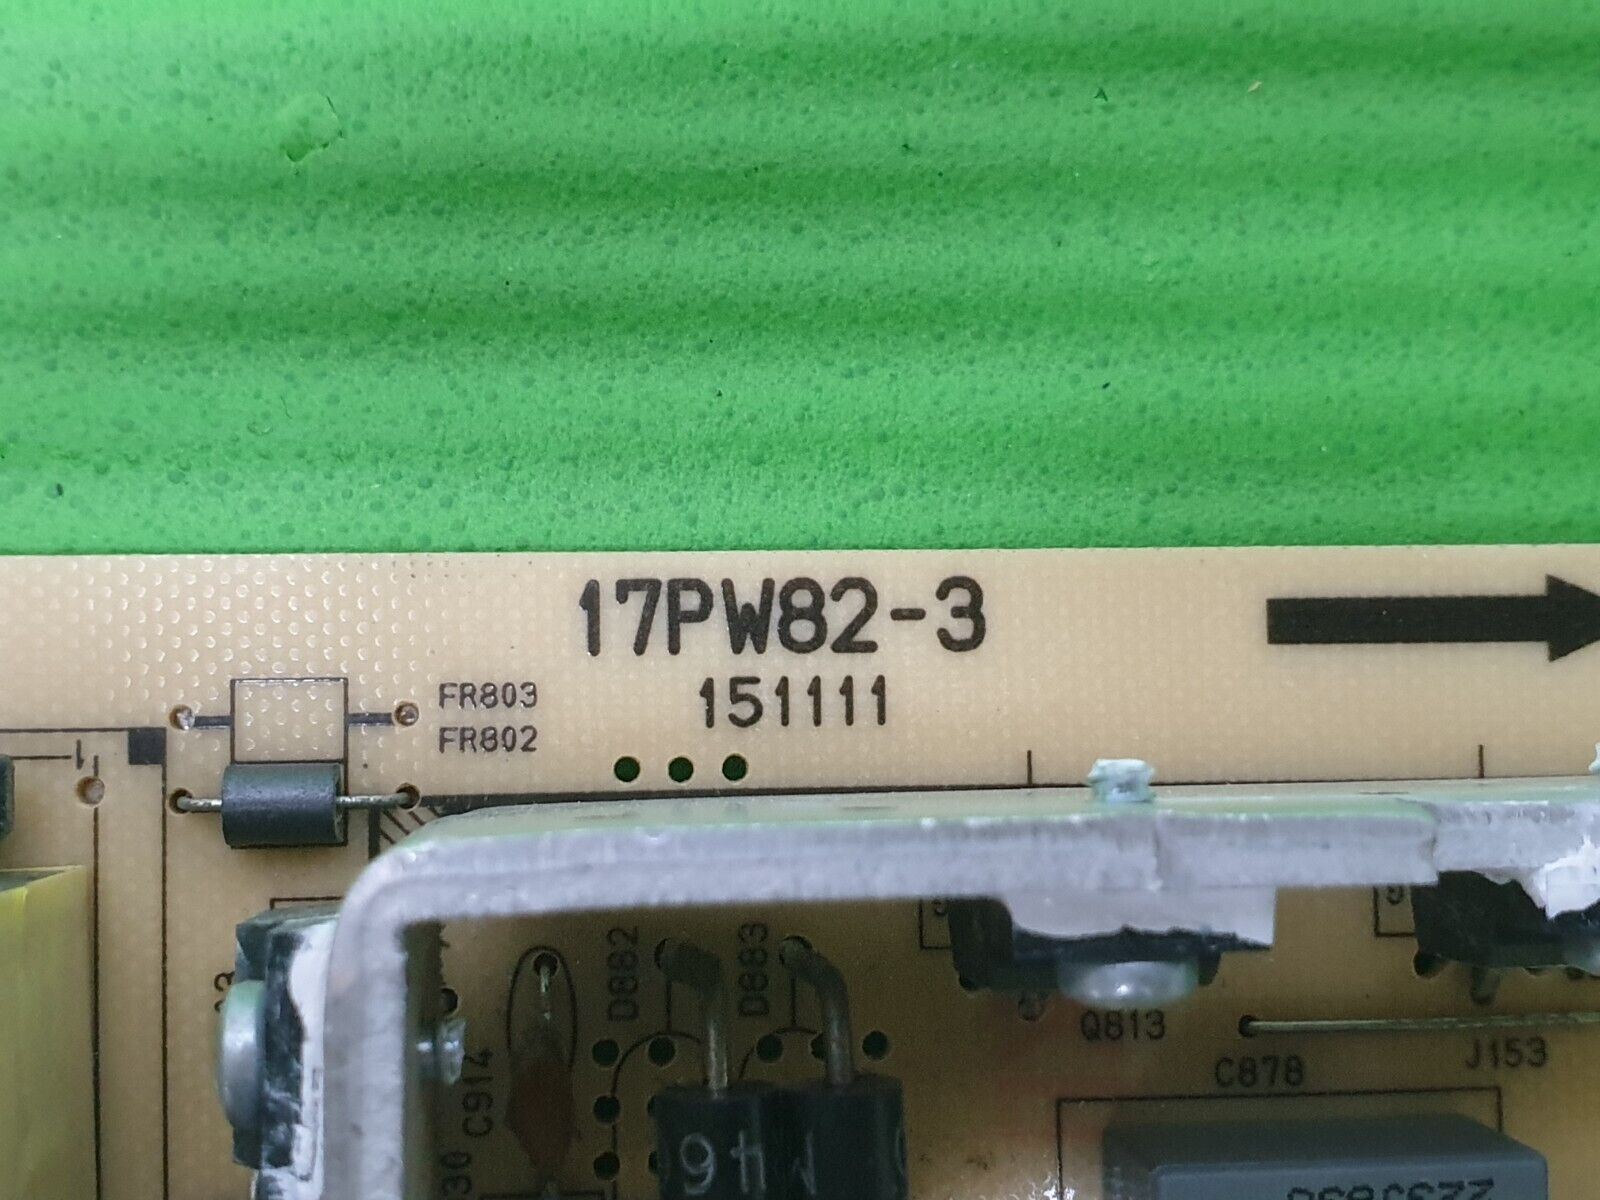 17PW82-3
151111
FR803
FR802
D882
D883
Q813
C878
J153
C914